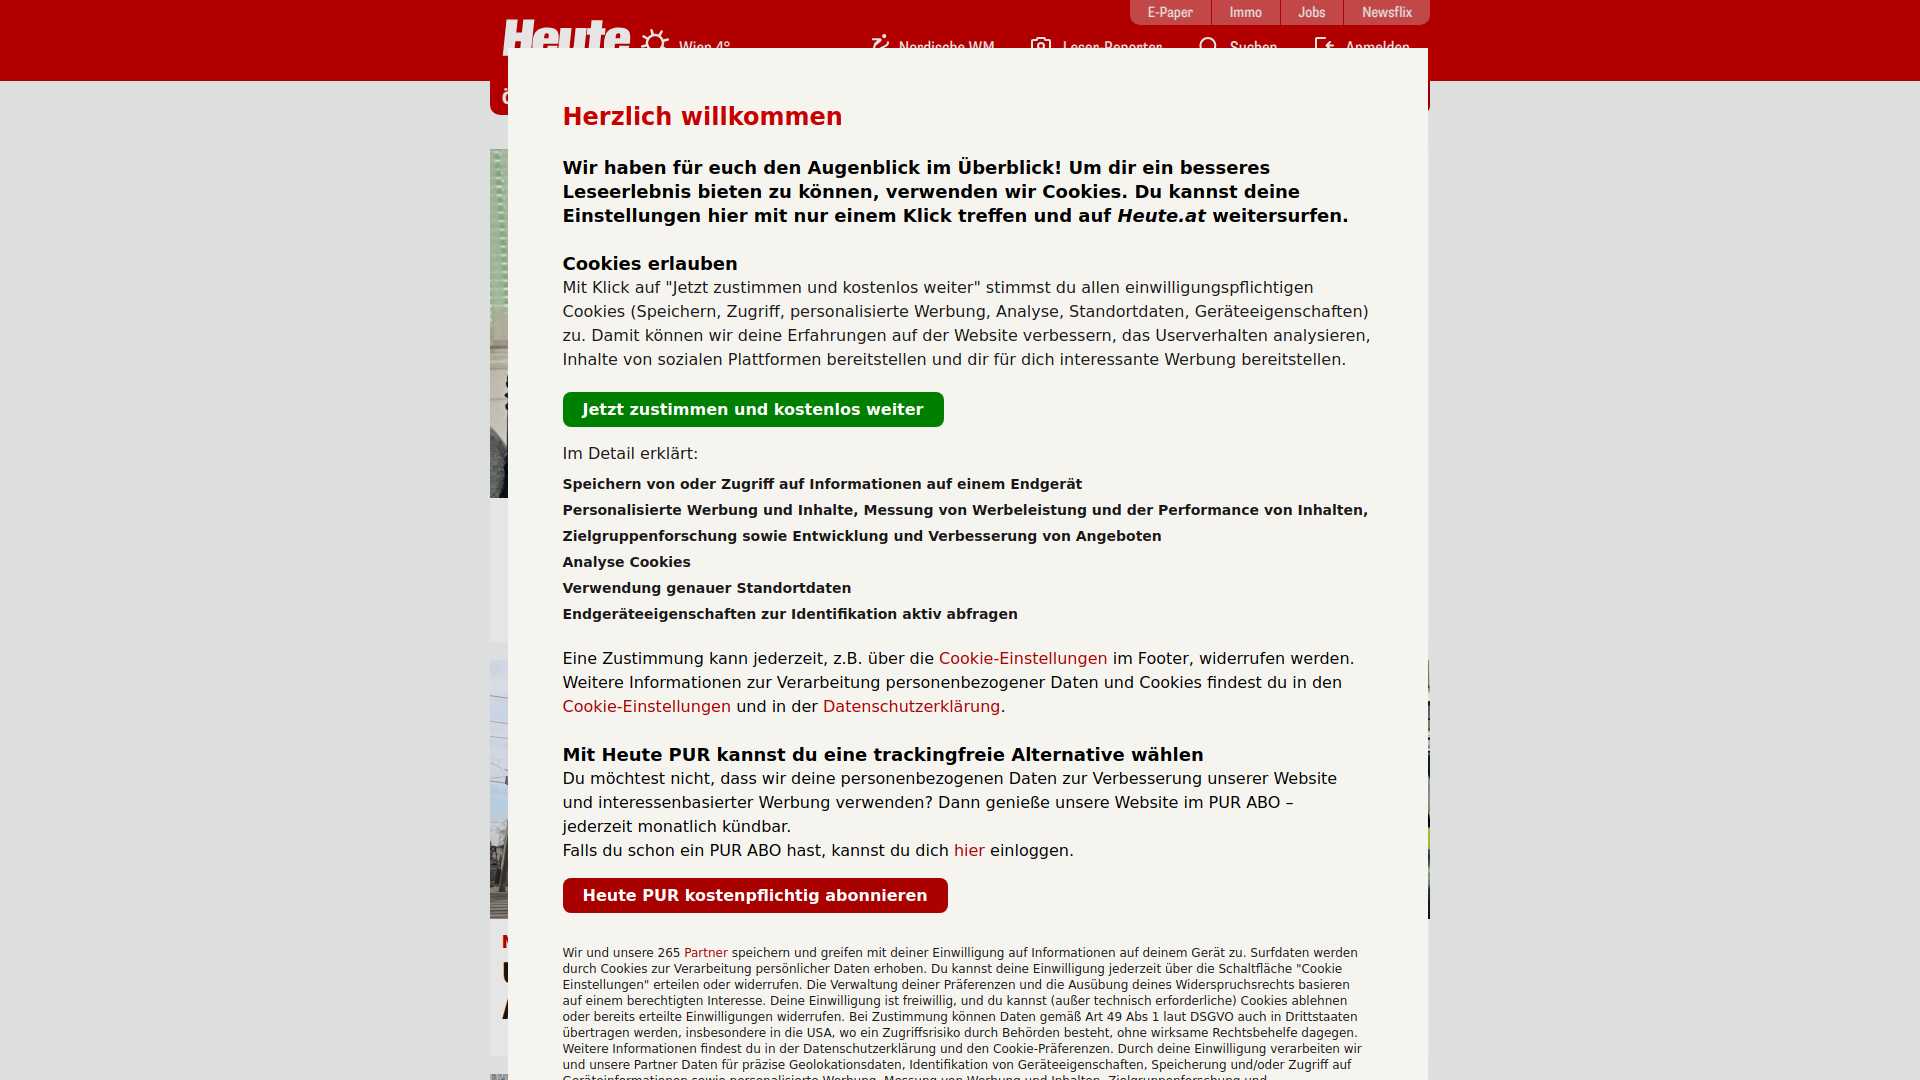 E-Paper
Immo
Jobs
Newsflix
Heute
Wien 4°
Nordische WM
Leser-Reporter
Suchen
Anmelden
Herzlich willkommen
Wir haben für euch den Augenblick im Überblick! Um dir ein besseres
Leseerlebnis bieten zu können, verwenden wir Cookies. Du kannst deine
Einstellungen hier mit nur einem Klick treffen und auf Heute.at weitersurfen.
Cookies erlauben
Mit Klick auf "Jetzt zustimmen und kostenlos weiter" stimmst du allen einwilligungspflichtigen
Cookies (Speichern, Zugriff, personalisierte Werbung, Analyse, Standortdaten, Geräteeigenschaften)
zu. Damit können wir deine Erfahrungen auf der Website verbessern, das Userverhalten analysieren,
Inhalte von sozialen Plattformen bereitstellen und dir für dich interessante Werbung bereitstellen.
Jetzt zustimmen und kostenlos weiter
Im Detail erklärt:
Speichern von oder Zugriff auf Informationen auf einem Endgerät
Personalisierte Werbung und Inhalte, Messung von Werbeleistung und der Performance von Inhalten,
Zielgruppenforschung sowie Entwicklung und Verbesserung von Angeboten
Analyse Cookies
Verwendung genauer Standortdaten
Endgeräteeigenschaften zur Identifikation aktiv abfragen
Eine Zustimmung kann jederzeit, z.B. über die Cookie-Einstellungen im Footer, widerrufen werden.
Weitere Informationen zur Verarbeitung personenbezogener Daten und Cookies findest du in den
Cookie-Einstellungen und in der Datenschutzerklärung.
Mit Heute PUR kannst du eine trackingfreie Alternative wählen
Du möchtest nicht, dass wir deine personenbezogenen Daten zur Verbesserung unserer Website
und interessenbasierter Werbung verwenden? Dann genieße unsere Website im PUR ABO –
jederzeit monatlich kündbar.
Falls du schon ein PUR ABO hast, kannst du dich hier einloggen.
Heute PUR kostenpflichtig abonnieren
Wir und unsere 265 Partner speichern und greifen mit deiner Einwilligung auf Informationen auf deinem Gerät zu. Surfdaten werden
durch Cookies zur Verarbeitung persönlicher Daten erhoben. Du kannst deine Einwilligung jederzeit über die Schaltfläche "Cookie
Einstellungen" erteilen oder widerrufen. Die Verwaltung deiner Präferenzen und die Ausübung deines Widerspruchsrechts basieren
auf einem berechtigten Interesse. Deine Einwilligung ist freiwillig, und du kannst (außer technisch erforderliche) Cookies ablehnen
oder bereits erteilte Einwilligungen widerrufen. Bei Zustimmung können Daten gemäß Art 49 Abs 1 laut DSGVO auch in Drittstaaten
übertragen werden, insbesondere in die USA, wo ein Zugriffsrisiko durch Behörden besteht, ohne wirksame Rechtsbehelfe dagegen.
Weitere Informationen findest du in der Datenschutzerklärung und den Cookie-Präferenzen. Durch deine Einwilligung verarbeiten wir
und unsere Partner Daten für präzise Geolokationsdaten, Identifikation von Geräteeigenschaften, Speicherung und/oder Zugriff auf
Geräteinformationen sowie personalisierte Werbung, Messung von Werbung und Inhalten, Zielgruppenforschung und